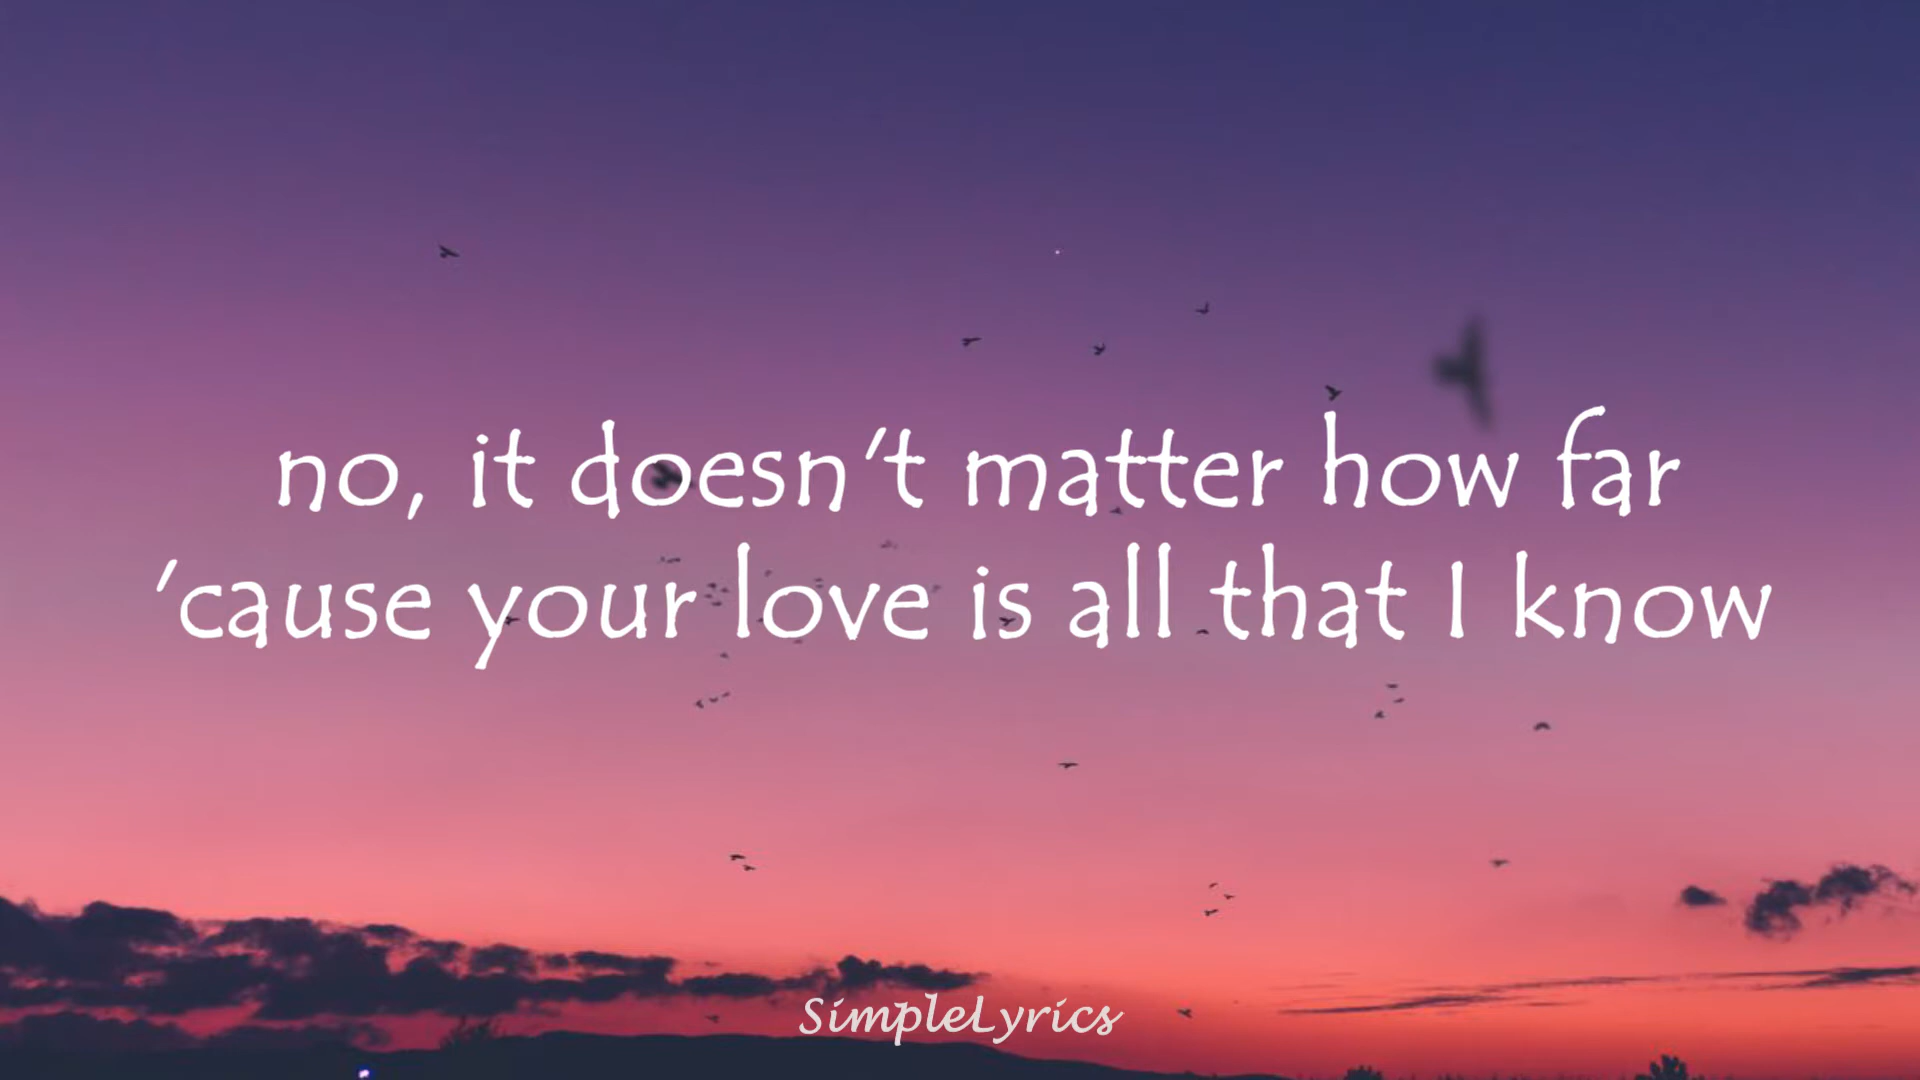 no, it doesn't matter how far
'cause your love is all that I know
SimpleLyrics